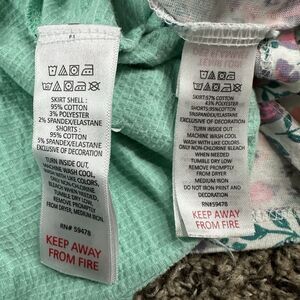 SKIRT SHELL :
95% COTTON
3% POLYESTER
2% SPANDEX/ELASTANE
SHORTS :
95% COTTON
5% SPANDEX/ELASTANE
EXCLUSIVE OF DECORATION
TURN INSIDE OUT,
MACHINE WASH COOL.
WASH WITH LIKE COLORS.
ONLY NON-CHLORINE BLEACH
WHEN NEEDED
TUMBLE DRY LOW
REMOVE PROMPTLY
FROM DRYER,
MEDIUM IRON
RN# 59478
KEEP AWAY
FROM FIRE
SKIRT:57% COTTON
43% POLYESTER
SHORTS:95%COTTON
5%SPANDEX/ELASTANE
EXCLUSIVE OF DECORATION
TURN INSIDE OUT,
MACHINE WASH COOL
WASH WITH LIKE COLORS
ONLY NON-CHLORINE BLEACH
WHEN NEEDED
TUMBLE DRY LOW
REMOVE PROMPTLY
FROM DRYER
MEDIUM IRON
DO NOT IRON PRINT AND
DECORATION
RN#59478
KEEP AWAY
FROM FIRE